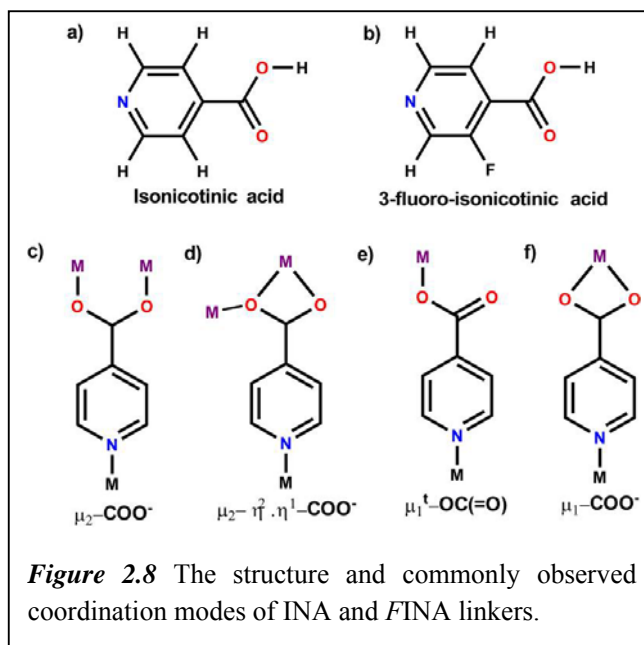 a) H H b) H H
O H O H
N N
O O
H H H F
Isonicotinic acid 3-fluoro-isonicotinic acid
c) M M d) M e) M f) M
O O M O O O O O O
N N N N
M M M M
μ₂–COO⁻ μ₂– η².η¹–COO⁻ μ₁ᵗ–OC(=O) μ₁–COO⁻
Figure 2.8 The structure and commonly observed
coordination modes of INA and FINA linkers.